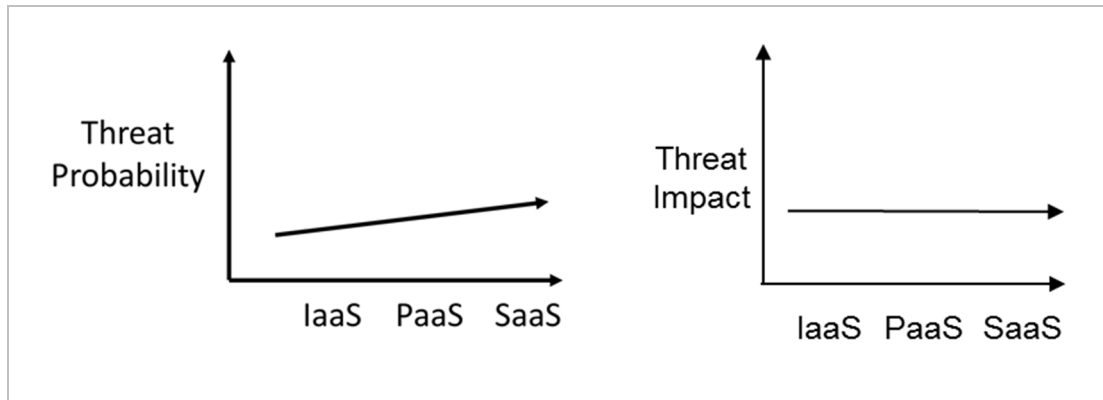 Threat
Probability
IaaS PaaS SaaS
Threat
Impact
IaaS PaaS SaaS